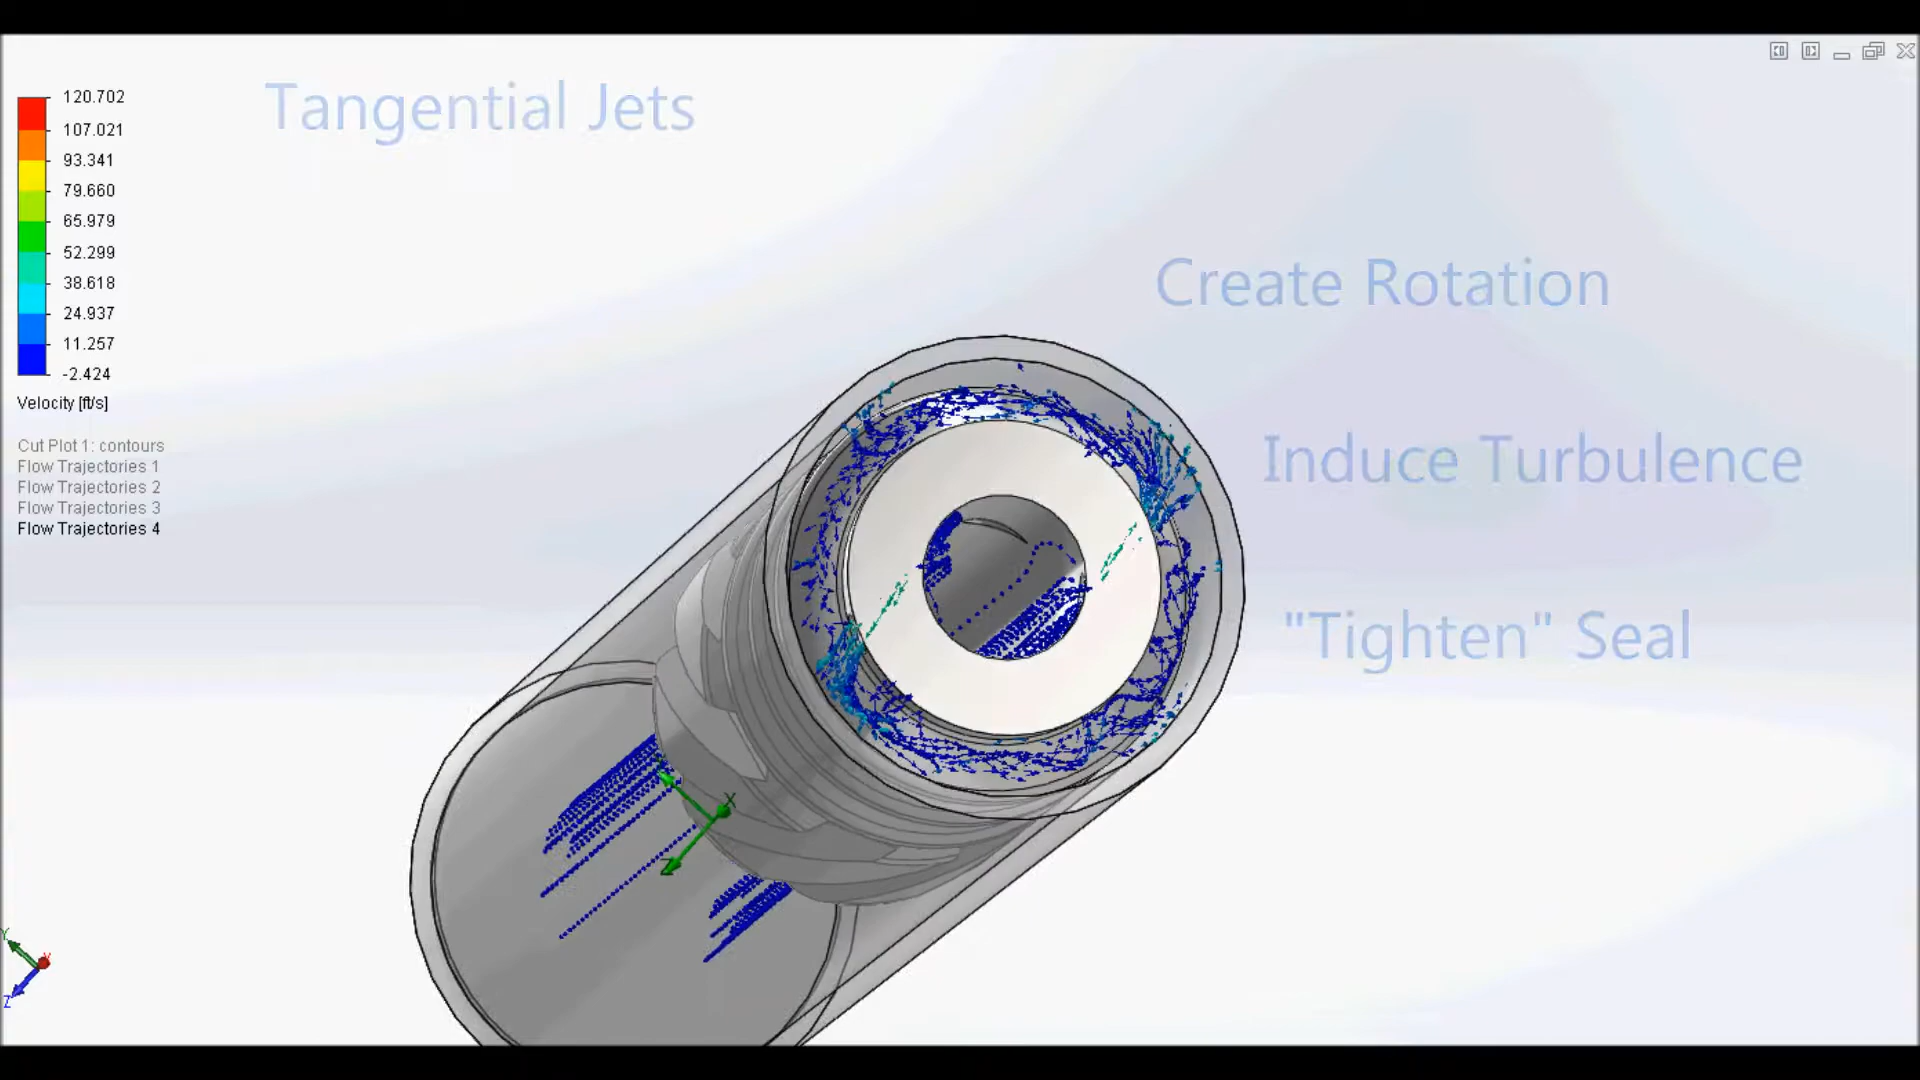 Tangential Jets
120.702
107.021
93.341
79.660
65.979
52.299
38.618
24.937
11.257
-2.424
Velocity [ft/s]
Cut Plot 1: contours
Flow Trajectories 1
Flow Trajectories 2
Flow Trajectories 3
Flow Trajectories 4
Create Rotation
Induce Turbulence
"Tighten" Seal
X
Z
Y
Z